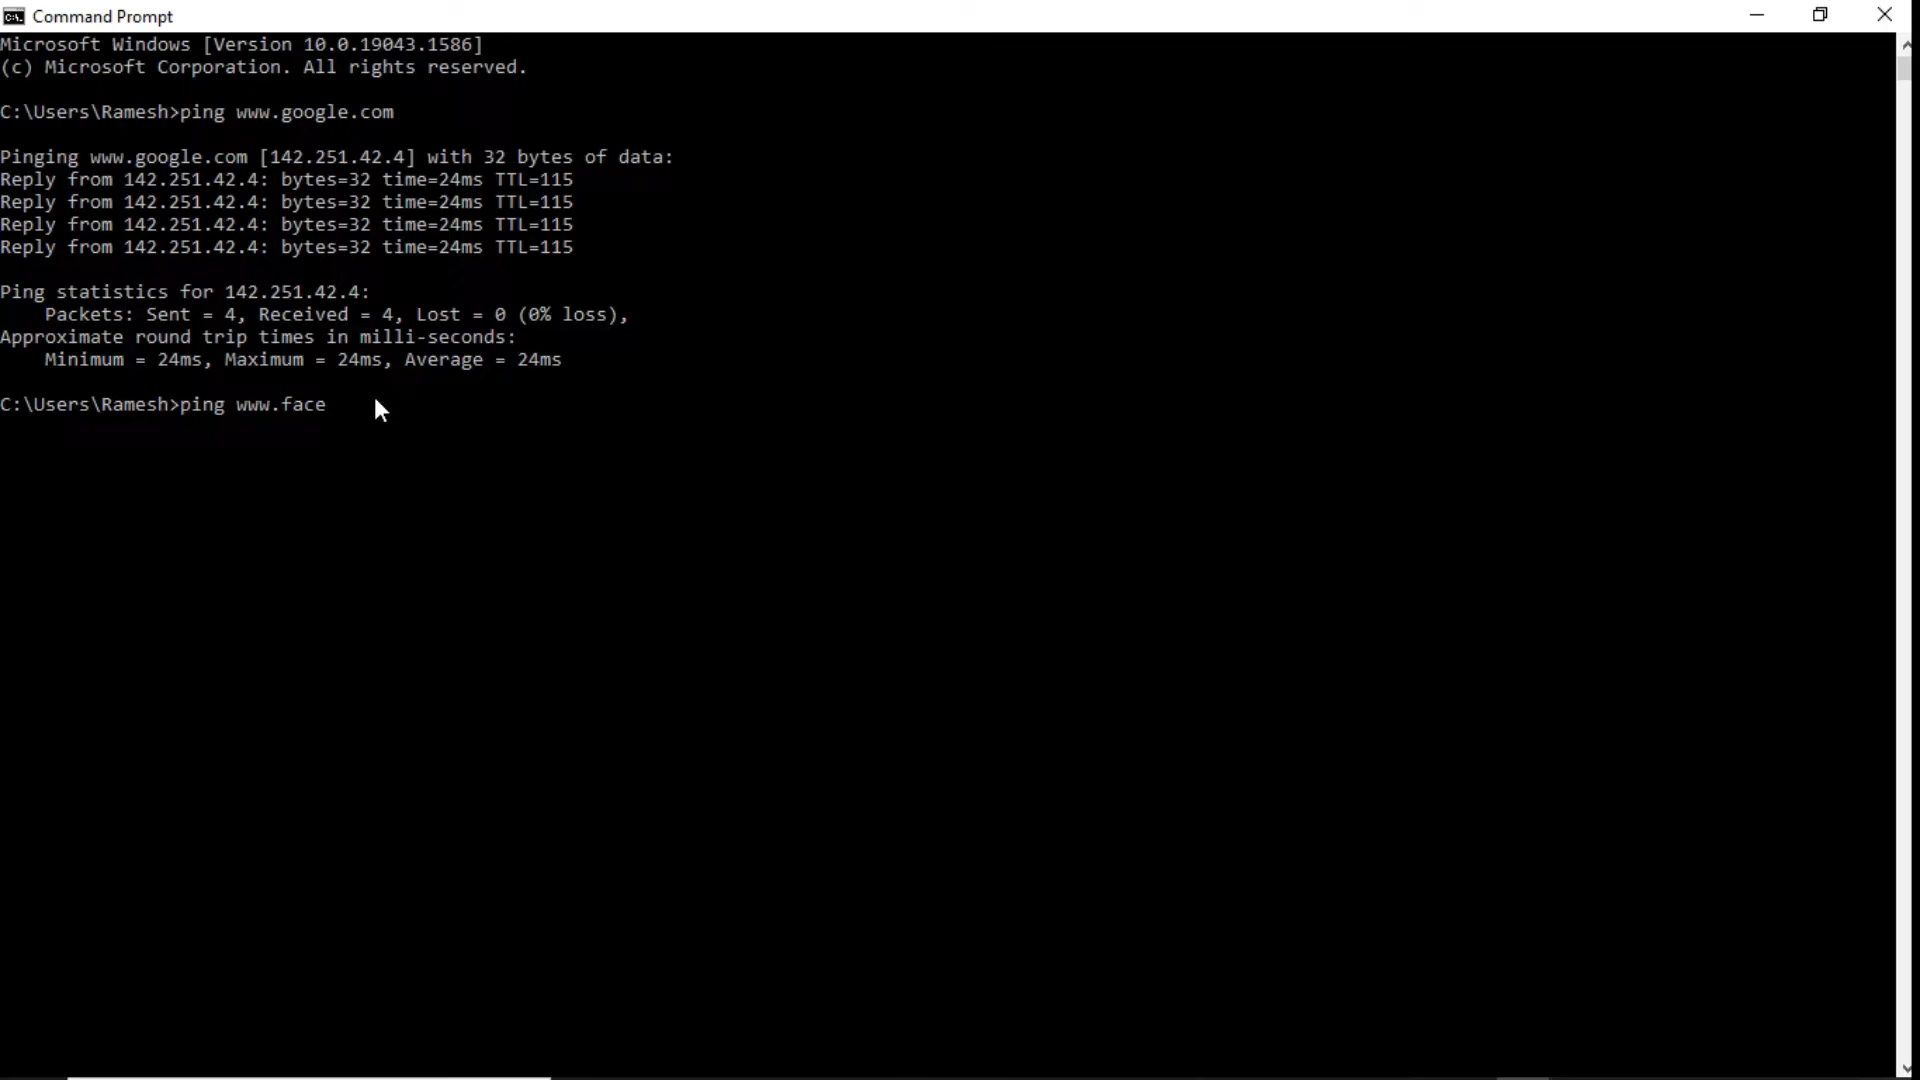 Command Prompt
Microsoft Windows [Version 10.0.19043.1586]
(c) Microsoft Corporation. All rights reserved.
C:\Users\Ramesh>ping www.google.com
Pinging www.google.com [142.251.42.4] with 32 bytes of data:
Reply from 142.251.42.4: bytes=32 time=24ms TTL=115
Reply from 142.251.42.4: bytes=32 time=24ms TTL=115
Reply from 142.251.42.4: bytes=32 time=24ms TTL=115
Reply from 142.251.42.4: bytes=32 time=24ms TTL=115
Ping statistics for 142.251.42.4:
    Packets: Sent = 4, Received = 4, Lost = 0 (0% loss),
Approximate round trip times in milli-seconds:
    Minimum = 24ms, Maximum = 24ms, Average = 24ms
C:\Users\Ramesh>ping www.face